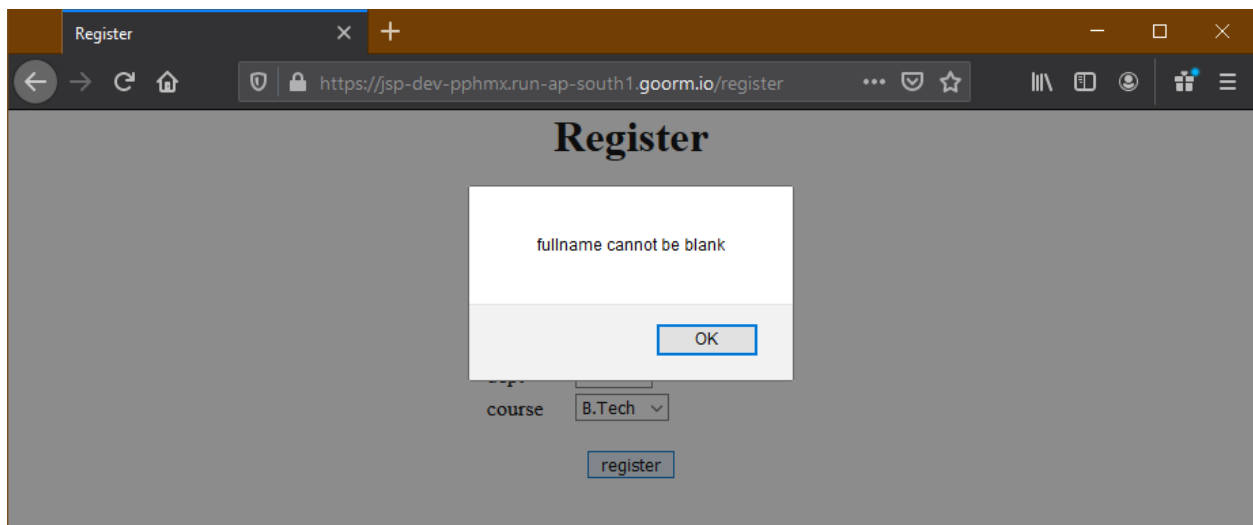 Register
https://jsp-dev-pphmx.run-ap-south1.goorm.io/register
Register
fullname cannot be blank
OK
course B.Tech
register